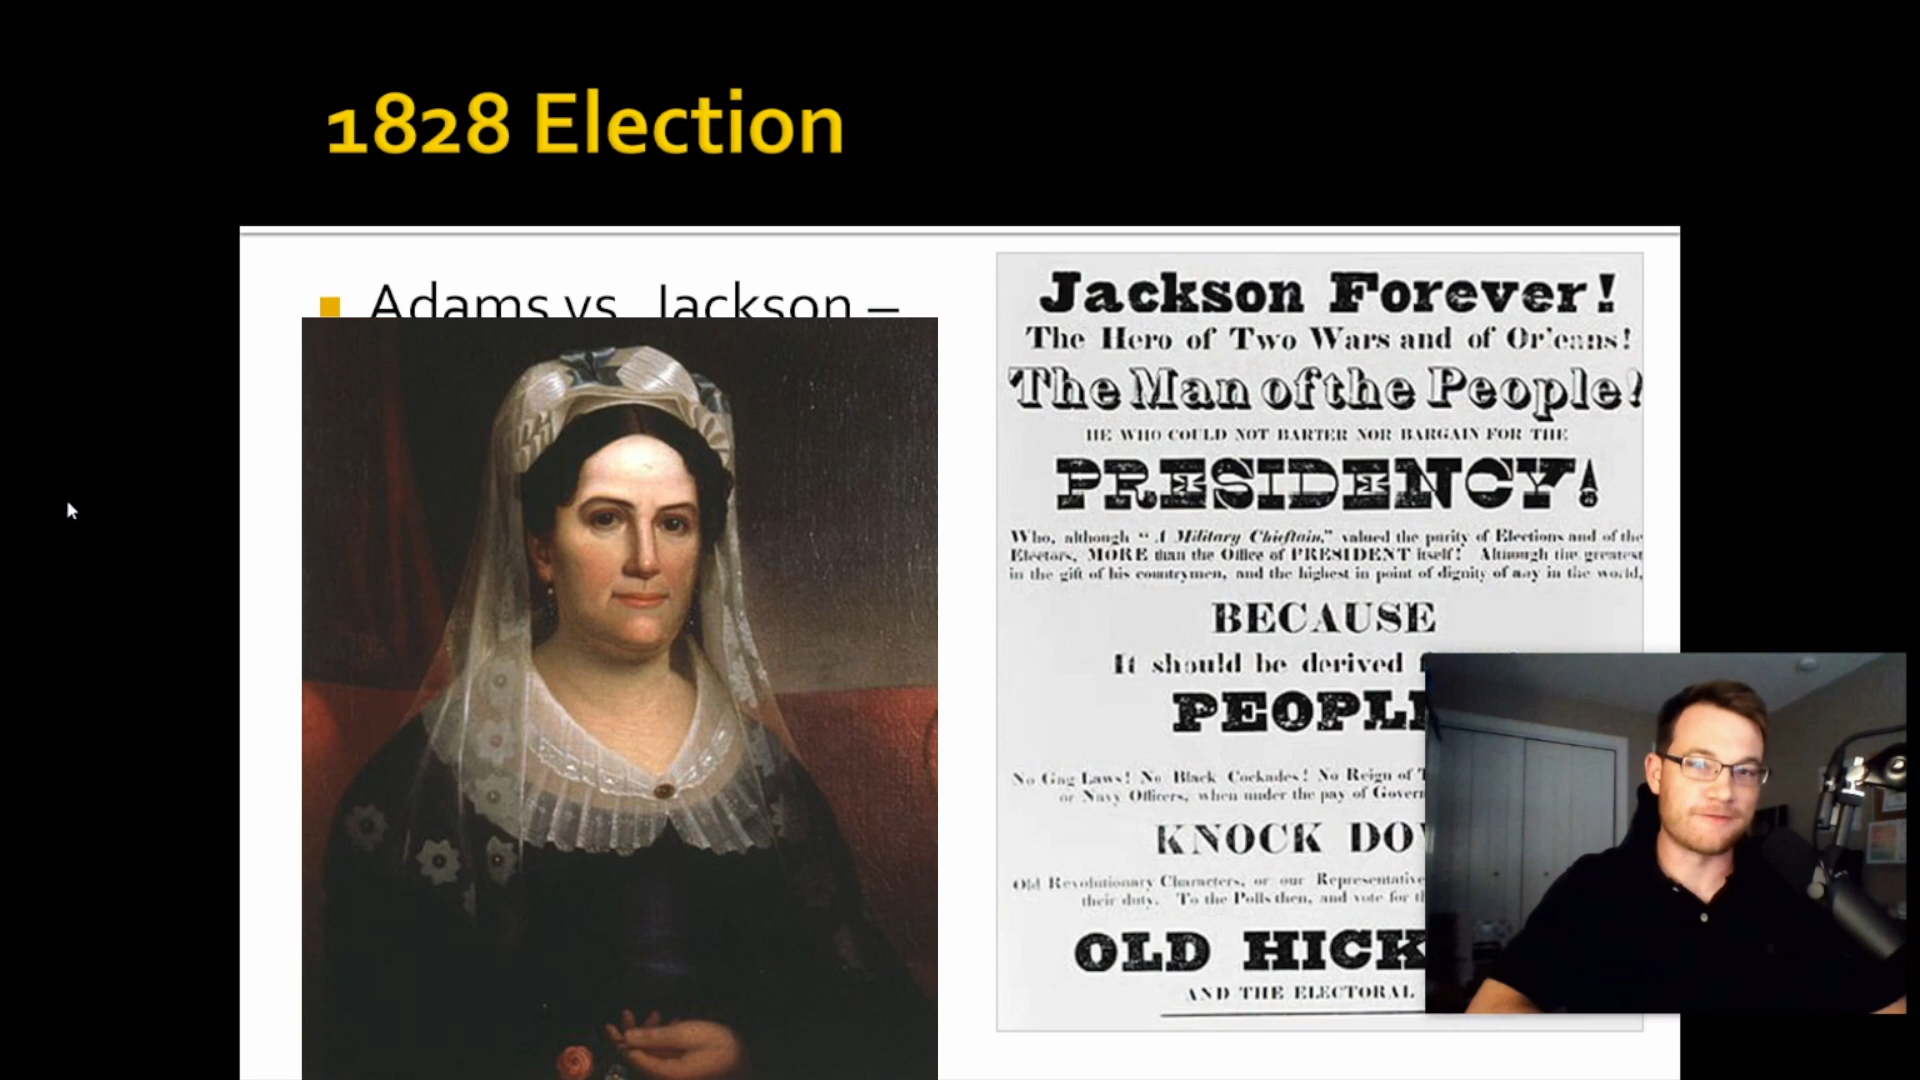 1828 Election
Adams vs. Jackson –
Jackson Forever!
The Hero of Two Wars and of Or'eans!
The Man of the People!
HE WHO COULD NOT BARTER NOR BARGAIN FOR THE
PRESIDENCY!
Who, although “A Military Chieftain,” valued the purity of Elections and of the
Electors, MORE than the Office of PRESIDENT itself! Although the greatest
in the gift of his countrymen, and the highest in point of dignity of any in the world,
BECAUSE
It should be derived
PEOPL
No Gag Laws! No Black Cockades! No Reign of
or Navy Officers, when under the pay of Govern
KNOCK DO
Old Revolutionary Characters, or our Representative
their duty. To the Polls then, and vote for
OLD HICK
AND THE ELECTORAL